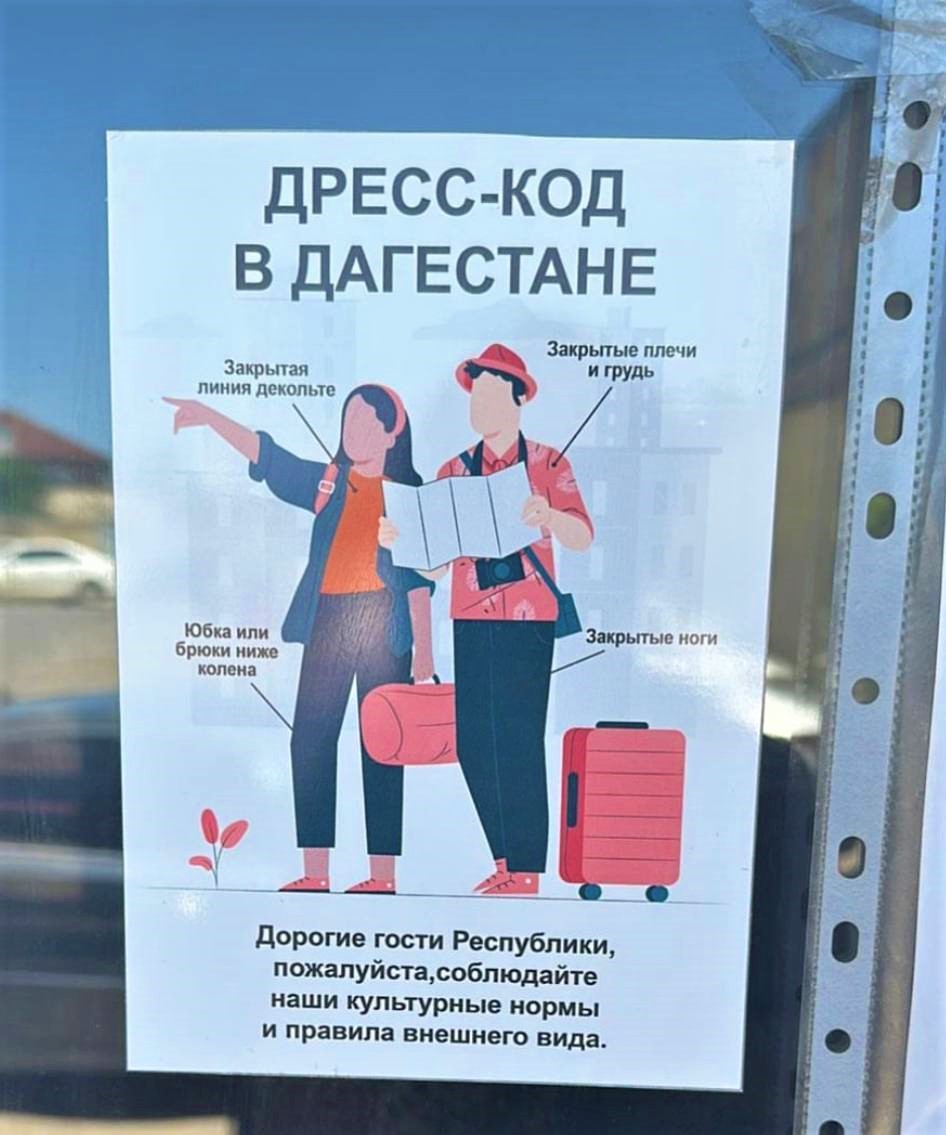 ДРЕСС-КОД
В ДАГЕСТАНЕ
Закрытая
линия декольте
Закрытые плечи
и грудь
Юбка или
брюки ниже
колена
Закрытые ноги
Дорогие гости Республики,
пожалуйста,соблюдайте
наши культурные нормы
и правила внешнего вида.